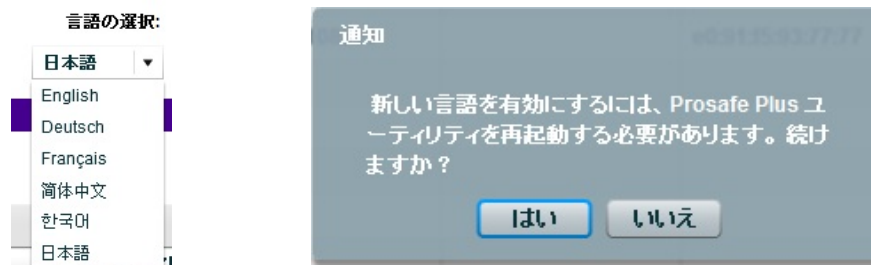 言語の選択:
日本語
English
Deutsch
Français
简体中文
한국어
日本語
通知
新しい言語を有効にするには、Prosafe Plus ユ
ーティリティを再起動する必要があります。続け
ますか？
はい
いいえ